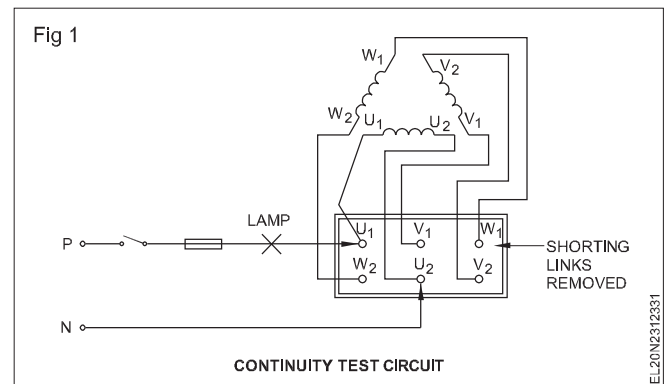 Fig 1
W1
V2
W2
U1
U2
V1
LAMP
P
U1
V1
W1
SHORTING
LINKS
REMOVED
W2
U2
V2
N
CONTINUITY TEST CIRCUIT
EL20N2312331